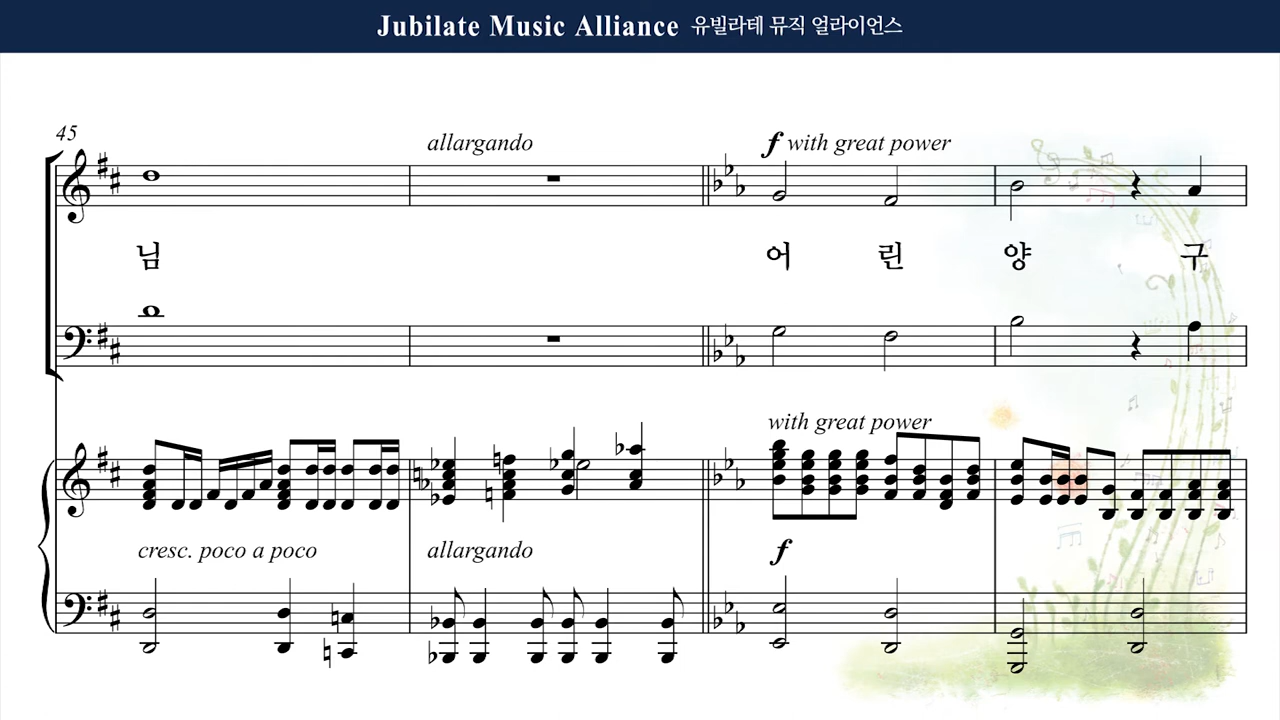 Jubilate Music Alliance 유빌라테 뮤직 얼라이언스
45
allargando
f with great power
님 어 린 양 구
with great power
cresc. poco a poco
allargando
f